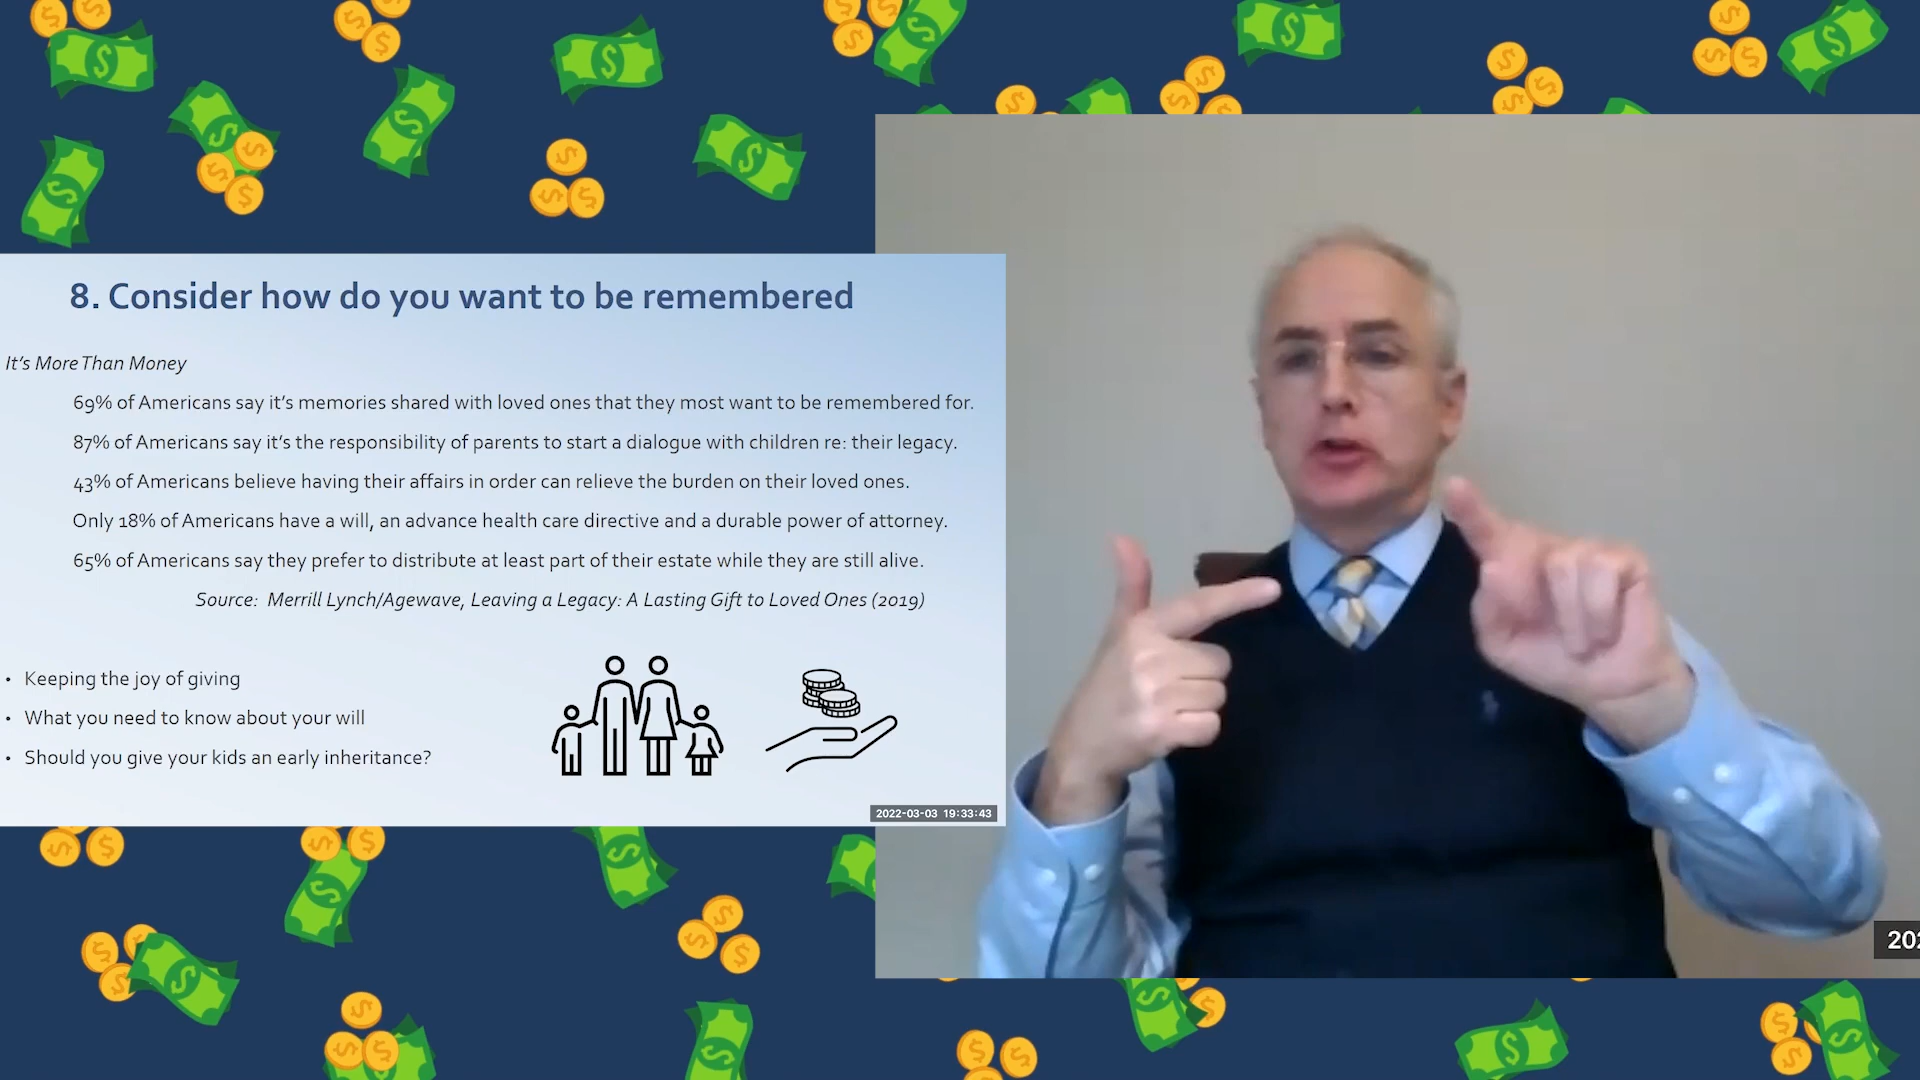 8. Consider how do you want to be remembered
It's More Than Money
69% of Americans say it's memories shared with loved ones that they most want to be remembered for.
87% of Americans say it's the responsibility of parents to start a dialogue with children re: their legacy.
43% of Americans believe having their affairs in order can relieve the burden on their loved ones.
Only 18% of Americans have a will, an advance health care directive and a durable power of attorney.
65% of Americans say they prefer to distribute at least part of their estate while they are still alive.
Source: Merrill Lynch/Agewave, Leaving a Legacy: A Lasting Gift to Loved Ones (2019)
• Keeping the joy of giving
• What you need to know about your will
• Should you give your kids an early inheritance?
2022-03-03 19:33:43